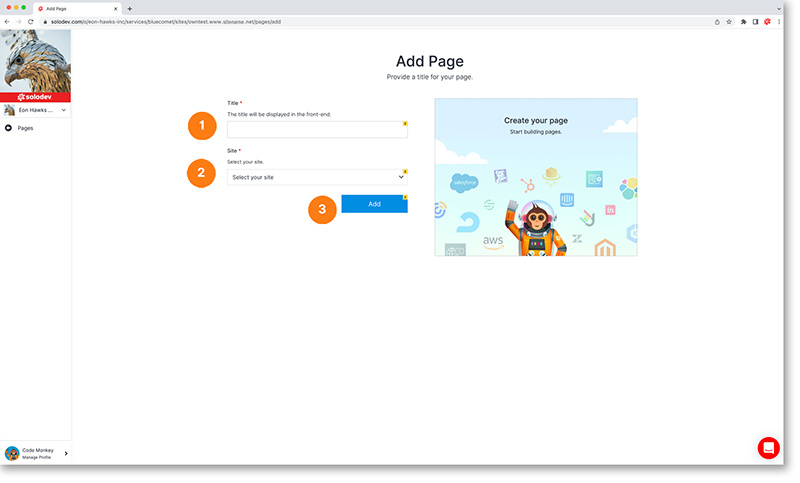 Add Page
solodev.com/o/eon-hawks-inc/services/bluecomet/sites/owntest.www.sitename.net/pages/add
solodev
Eon Hawks ...
Pages
Add Page
Provide a title for your page.
Title *
The title will be displayed in the front-end.
1
Site *
Select your site.
2
Select your site
3
Add
Create your page
Start building pages.
salesforce
in
aws
Code Monkey
Manage Profile